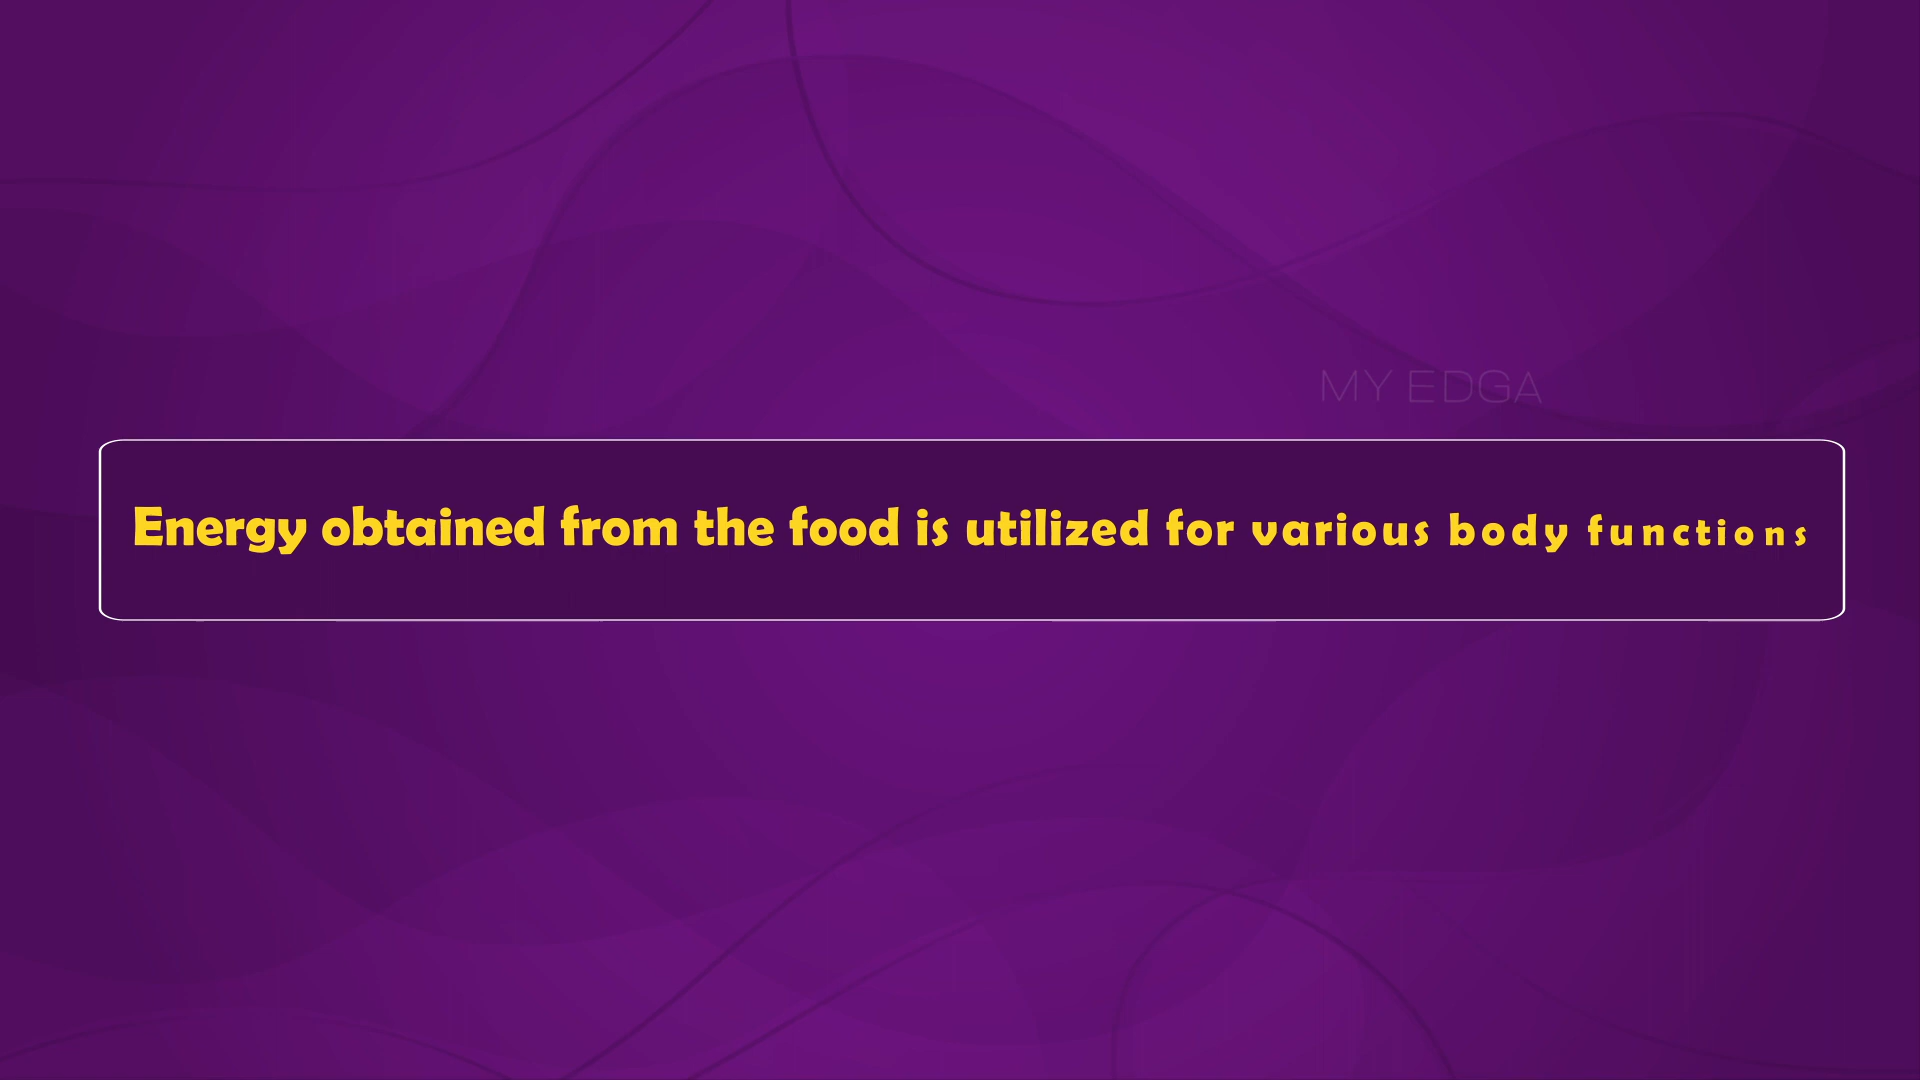 MY EDGA
Energy obtained from the food is utilized for various body functions